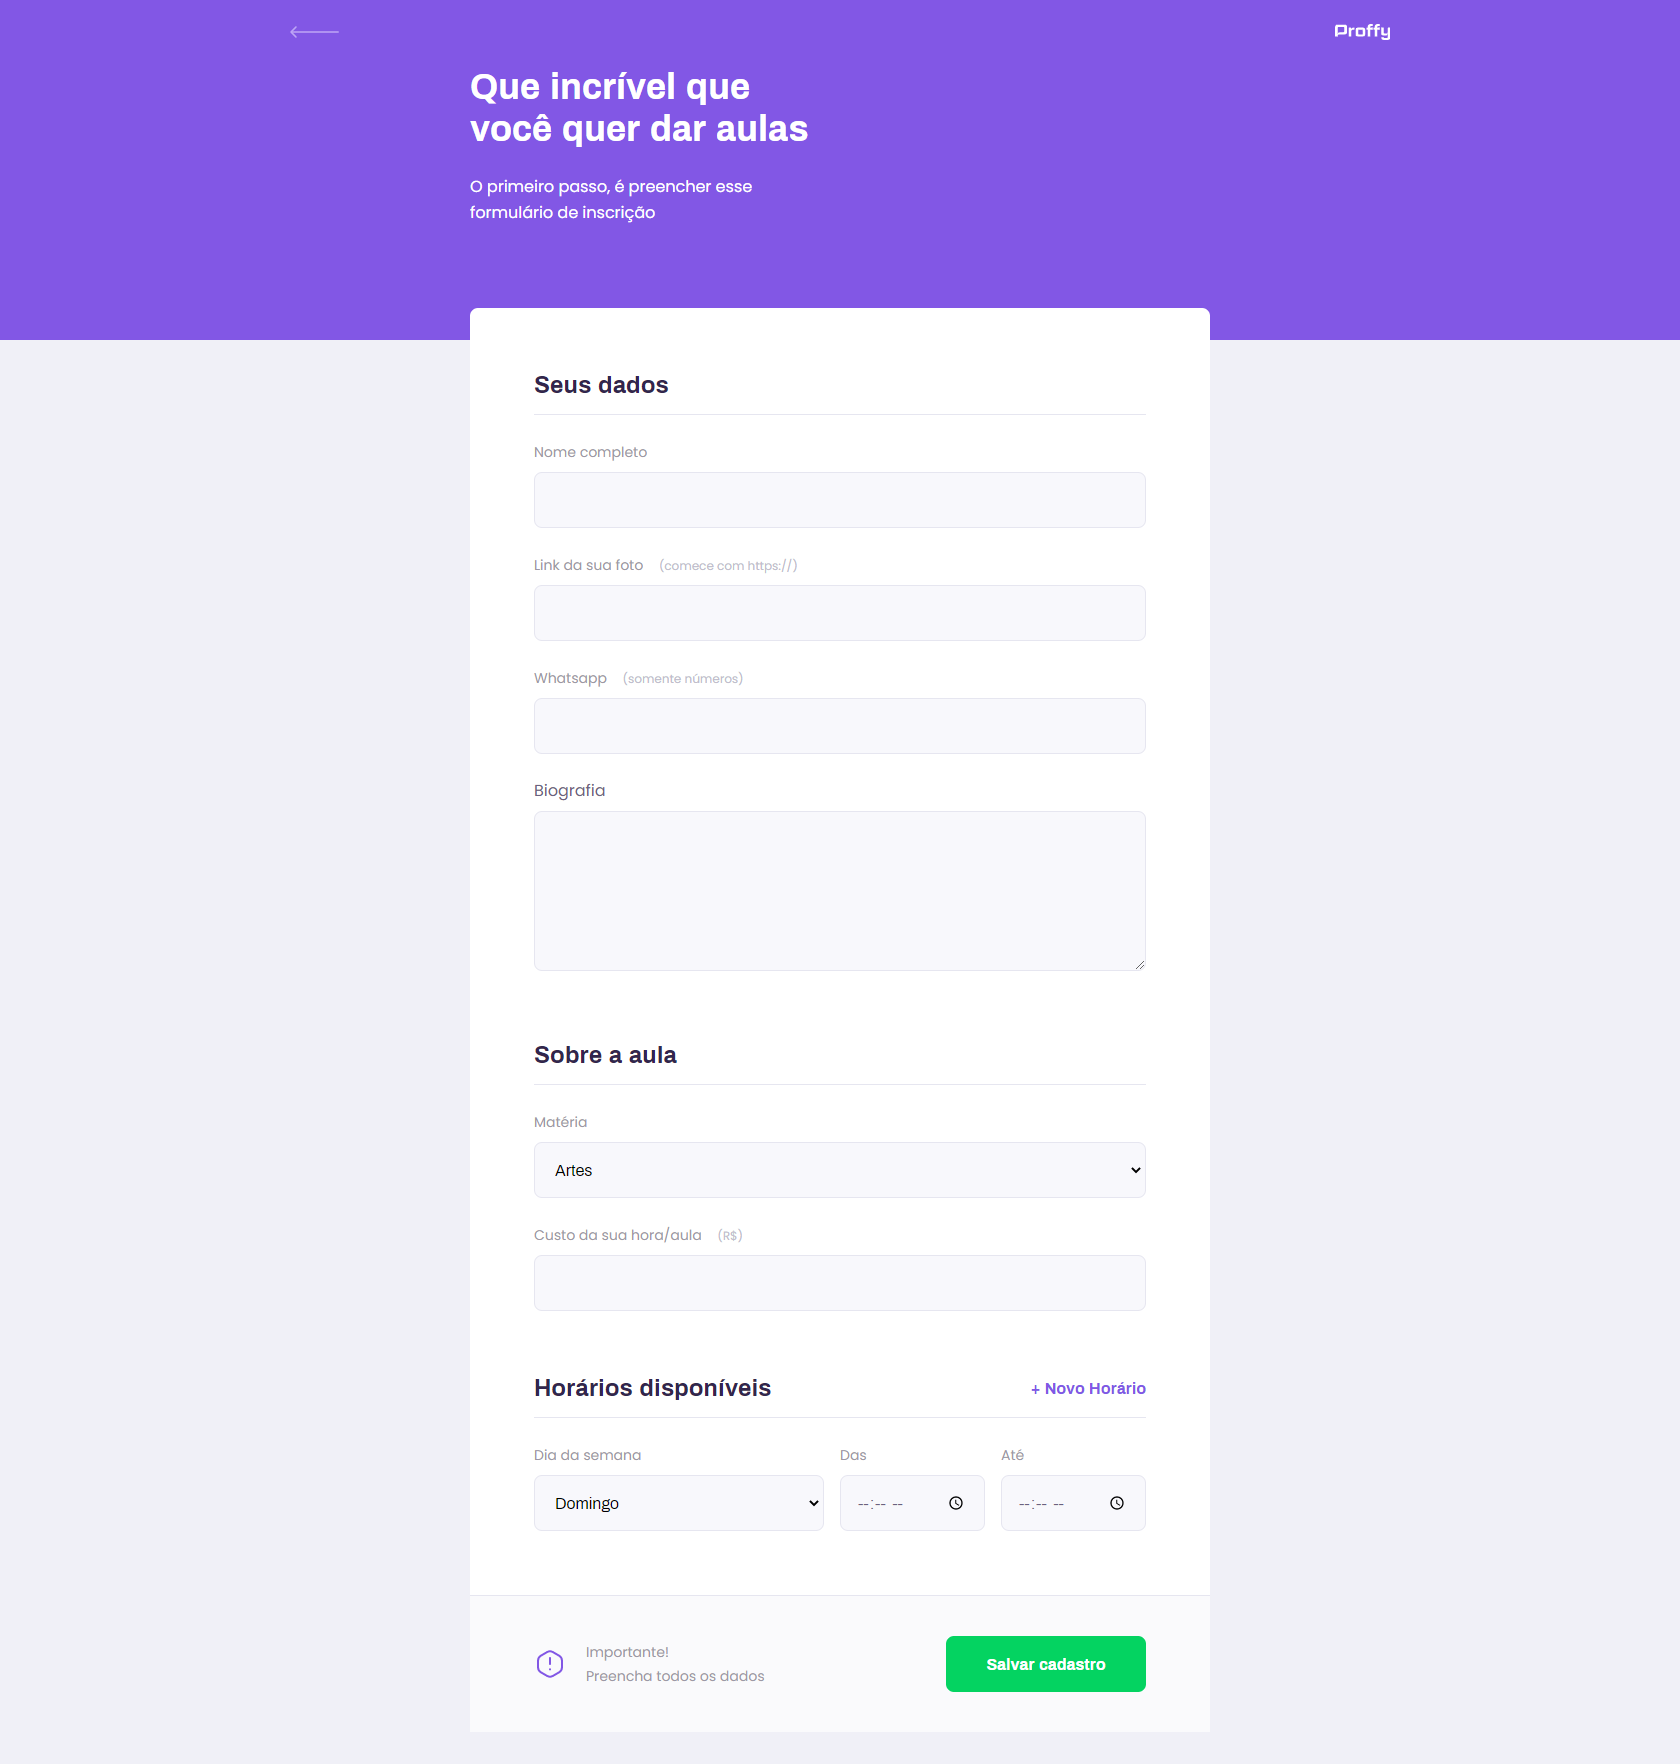 Proffy
Que incrível que
você quer dar aulas
O primeiro passo, é preencher esse
formulário de inscrição
Seus dados
Nome completo
Link da sua foto (comece com https://)
Whatsapp (somente números)
Biografia
Sobre a aula
Matéria
Artes
Custo da sua hora/aula (R$)
Horários disponíveis + Novo Horário
Dia da semana Das Até
Domingo --:-- -- --:-- --
Importante!
Preencha todos os dados
Salvar cadastro